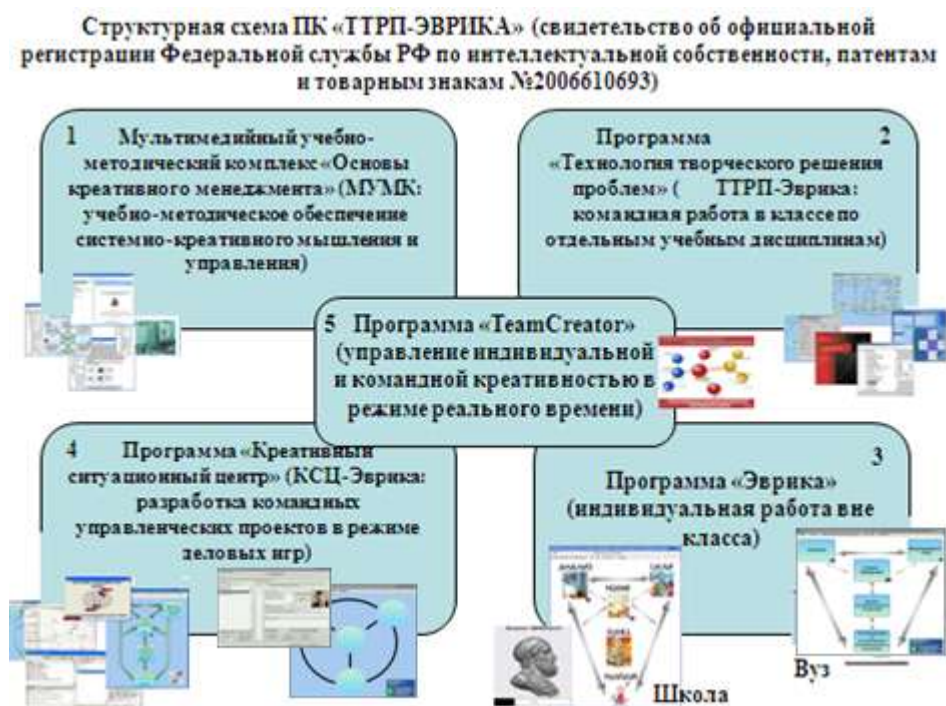 Структурная схема ПК «ТТРП-ЭВРИКА» (свидетельство об официальной
регистрации Федеральной службы РФ по интеллектуальной собственности, патентам
и товарным знакам №2006610693)
1 Мультимедийный учебно-
методический комплекс «Основы
креативного менеджмента» (МУМК:
учебно-методическое обеспечение
системно-креативного мышления и
управления)
Программа 2
«Технология творческого решения
проблем» ( ТТРП-Эврика:
командная работа в классе по
отдельным учебным дисциплинам)
5 Программа «TeamCreator»
(управление индивидуальной
и командной креативностью в
режиме реального времени)
4 Программа «Креативный
ситуационный центр» (КСЦ-Эврика:
разработка командных
управленческих проектов в режиме
деловых игр)
3
Программа «Эврика»
(индивидуальная работа вне
класса)
Школа
Вуз